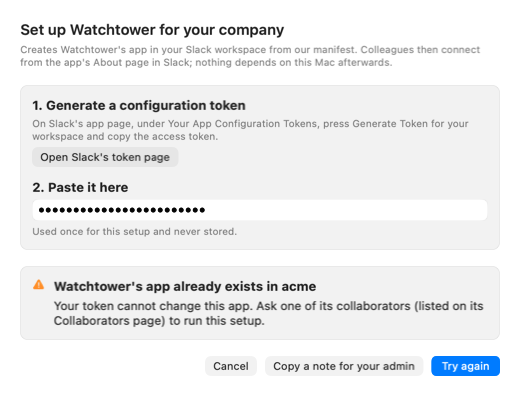 Set up Watchtower for your company
Creates Watchtower's app in your Slack workspace from our manifest. Colleagues then connect
from the app's About page in Slack; nothing depends on this Mac afterwards.
1. Generate a configuration token
On Slack's app page, under Your App Configuration Tokens, press Generate Token for your
workspace and copy the access token.
Open Slack's token page
2. Paste it here
••••••••••••••••••••••••
Used once for this setup and never stored.
Watchtower's app already exists in acme
Your token cannot change this app. Ask one of its collaborators (listed on its
Collaborators page) to run this setup.
Cancel
Copy a note for your admin
Try again